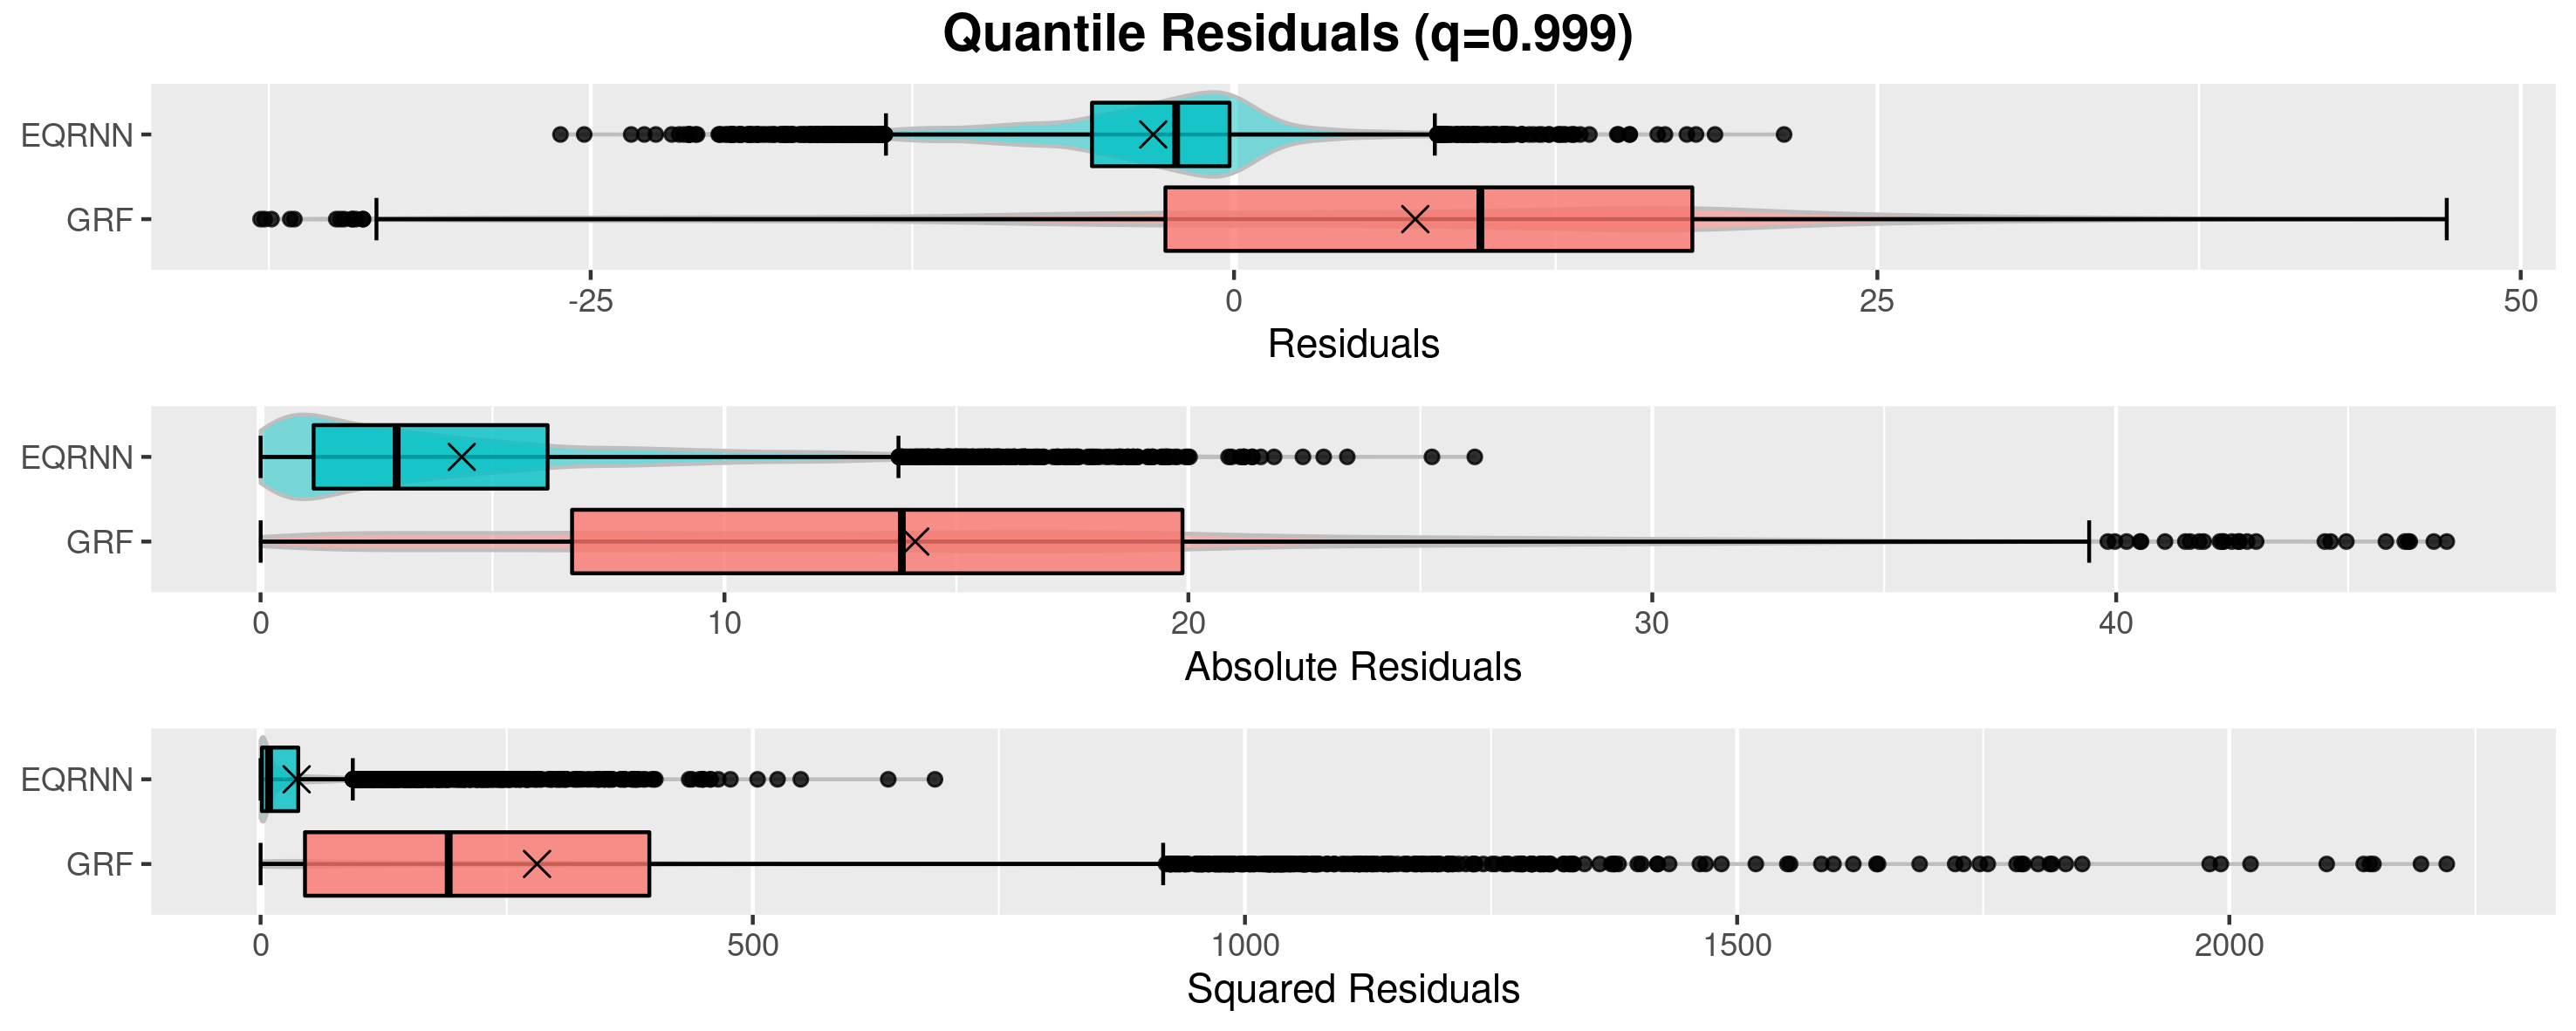 Quantile Residuals (q=0.999)
EQRNN
GRF
-25 0 25 50
Residuals
EQRNN
GRF
0 10 20 30 40
Absolute Residuals
EQRNN
GRF
0 500 1000 1500 2000
Squared Residuals